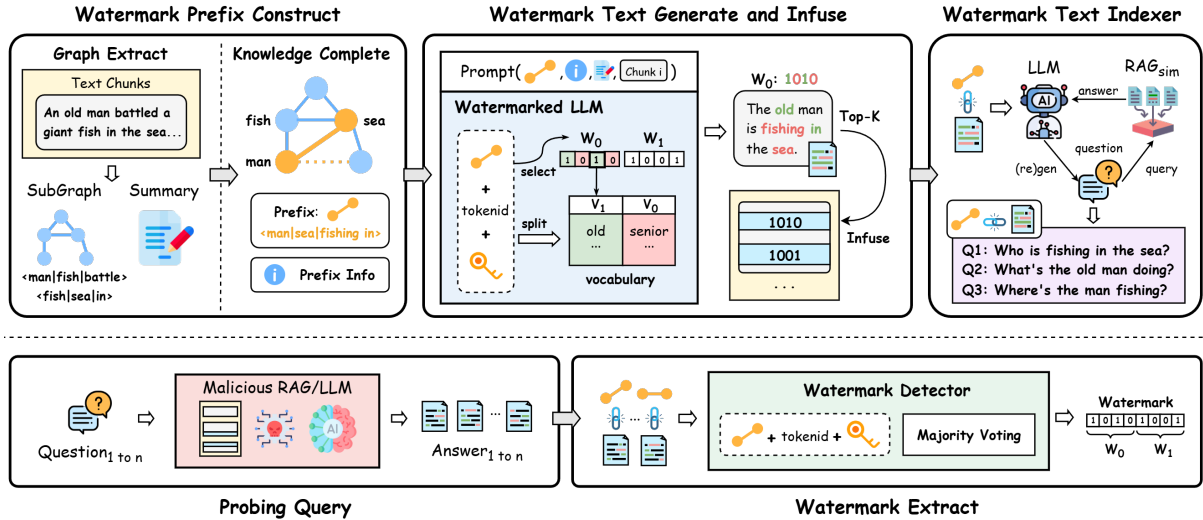 Watermark Prefix Construct
Graph Extract
Text Chunks
An old man battled a
giant fish in the sea...
SubGraph
Summary
<man|fish|battle>
<fish|sea|in>
Knowledge Complete
fish
sea
man
Prefix:
<man|sea|fishing in>
i
Prefix Info
Watermark Text Generate and Infuse
Prompt( , i , , Chunk i )
Watermarked LLM
+
tokenid
+
select
split
W0 W1
1 0 1 0 1 0 0 1
V1 V0
old senior
... ...
vocabulary
W0: 1010
The old man
is fishing in
the sea.
Top-K
Infuse
1010
1001
...
Watermark Text Indexer
LLM
RAGsim
AI
answer
question
(re)gen
query
?
Q1: Who is fishing in the sea?
Q2: What's the old man doing?
Q3: Where's the man fishing?
?
Question1 to n
Malicious RAG/LLM
AI
...
Answer1 to n
Probing Query
...
...
Watermark Detector
+ tokenid +
Majority Voting
Watermark
1 0 1 0 1 0 0 1
W0 W1
Watermark Extract